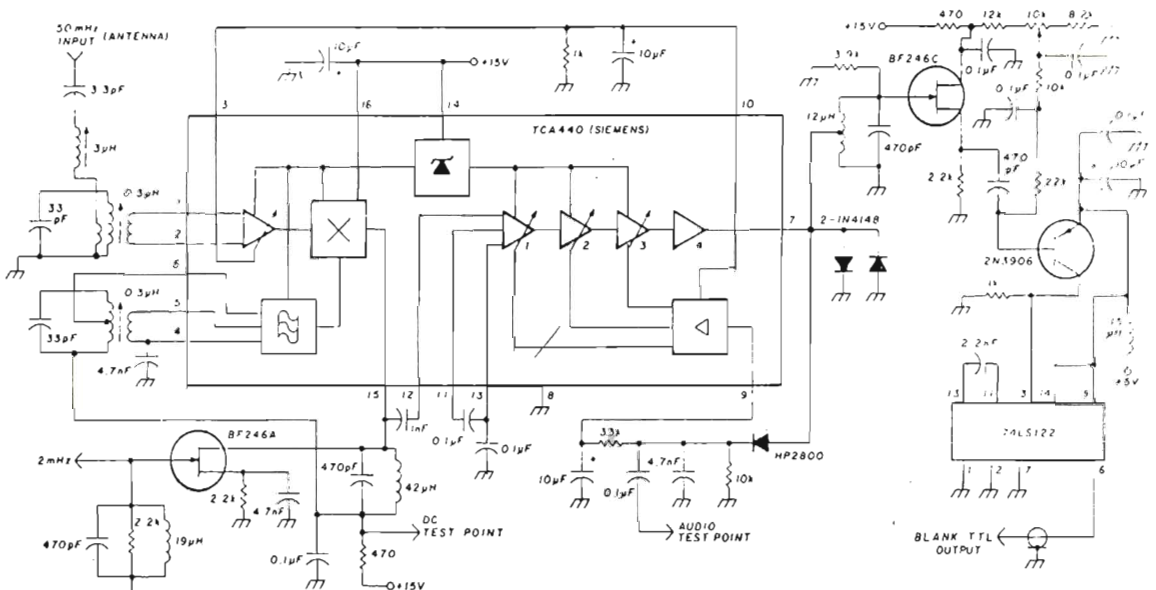 50mHz
INPUT (ANTENNA)
3.3pF
3µH
0.3µH
33
pF
1
2
6
0.3µH
5
4
33pF
4.7nF
10µF
+15V
1k
10µF
3
16
14
10
TCA440 (SIEMENS)
1
2
3
4
7
15
12
11
13
8
9
1nF
0.1µF
0.1µF
BF246A
2mHz
2.2k
4.7nF
470pF
42µH
470pF
2.2k
19µH
0.1µF
DC
TEST POINT
470
+15V
33k
10µF
0.1µF
4.7nF
10k
HP2800
AUDIO
TEST POINT
2-1N4148
+15V
470
12k
10k
8.2k
3.9k
BF246C
0.1µF
0.1µF
0.1µF
10k
12µH
470pF
2.2k
470
pF
22k
10µF
2N3906
1k
15
µH
+5V
2.2nF
13
11
3
14
5
74LS122
1
2
7
6
BLANK TTL
OUTPUT